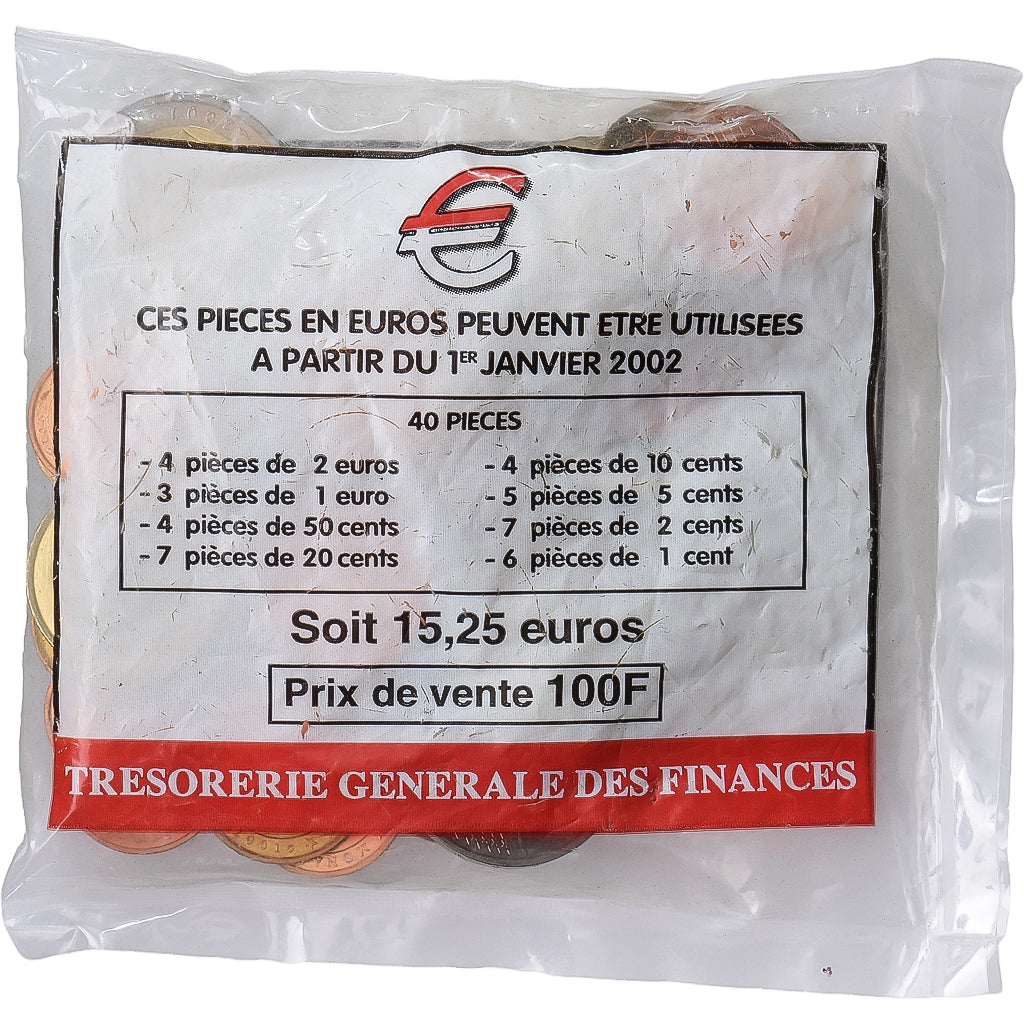 CES PIECES EN EUROS PEUVENT ETRE UTILISEES
A PARTIR DU 1ER JANVIER 2002
40 PIECES
- 4 pièces de 2 euros
- 3 pièces de 1 euro
- 4 pièces de 50 cents
- 7 pièces de 20 cents
- 4 pièces de 10 cents
- 5 pièces de 5 cents
- 7 pièces de 2 cents
- 6 pièces de 1 cent
Soit 15,25 euros
Prix de vente 100F
TRESORERIE GENERALE DES FINANCES